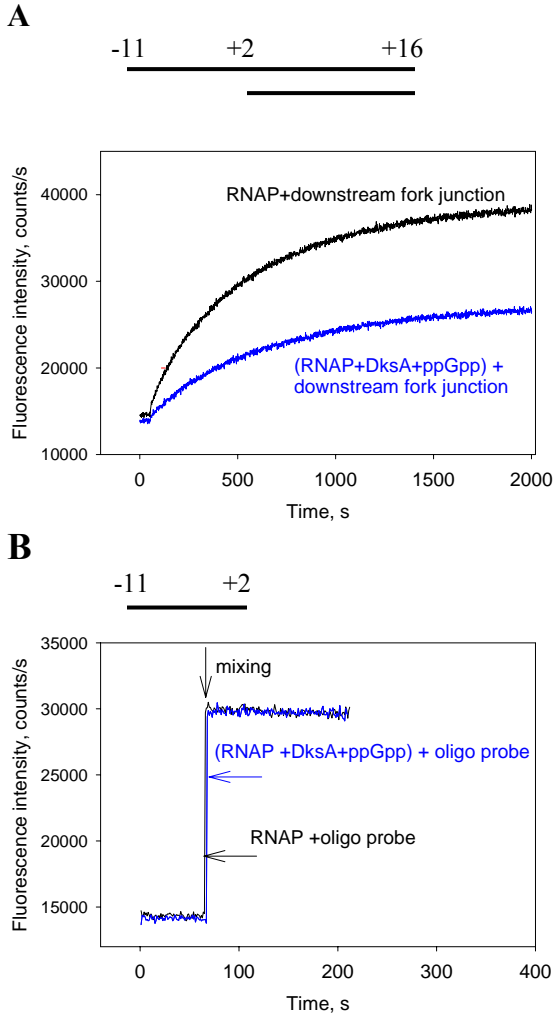 A
-11 +2 +16
Fluorescence intensity, counts/s
40000
30000
20000
10000
RNAP+downstream fork junction
(RNAP+DksA+ppGpp) +
downstream fork junction
0 500 1000 1500 2000
Time, s
B
-11 +2
Fluorescence intensity, counts/s
35000
30000
25000
20000
15000
mixing
(RNAP +DksA+ppGpp) + oligo probe
RNAP +oligo probe
0 100 200 300 400
Time, s